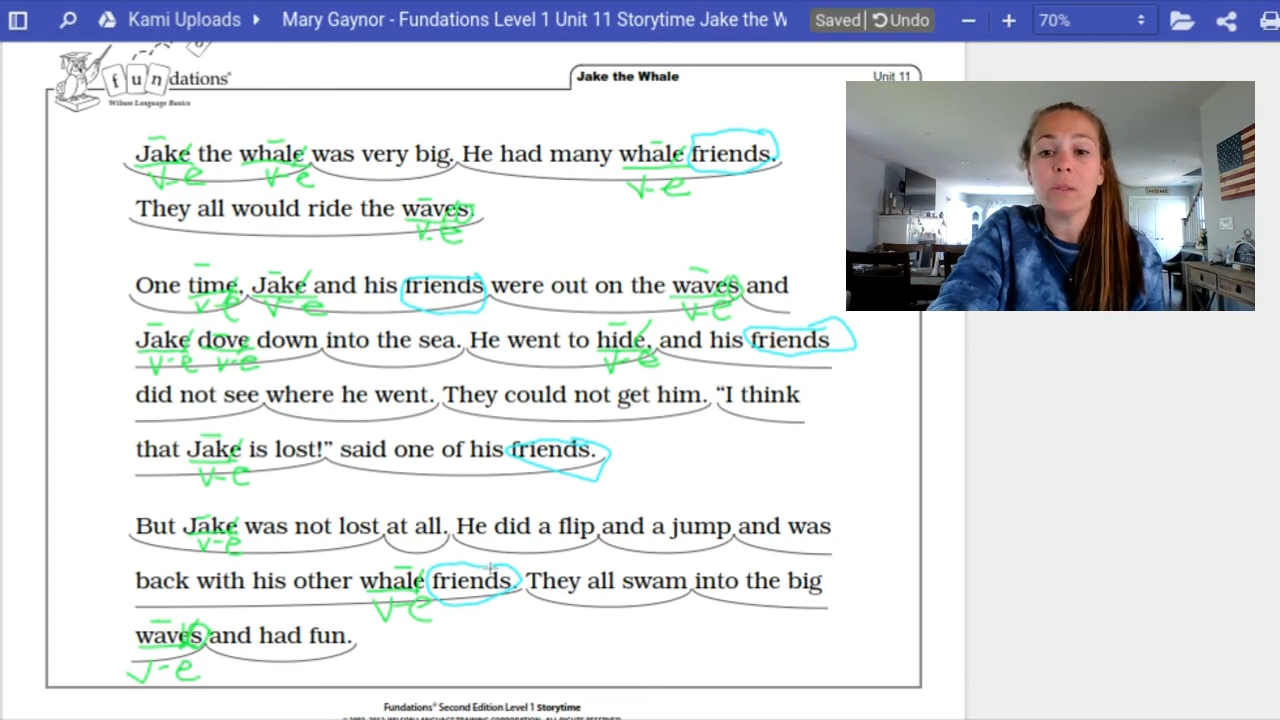 Kami Uploads
Mary Gaynor - Fundations Level 1 Unit 11 Storytime Jake the W
Saved
Undo
70%
fundations®
Wilson Language Basics
Jake the Whale
Unit 11
Jake the whale was very big. He had many whale friends.
v-e v-e v-e
They all would ride the waves.
v-e
One time, Jake and his friends were out on the waves and
v-e v-e v-e
Jake dove down into the sea. He went to hide, and his friends
v-e v-e v-e
did not see where he went. They could not get him. “I think
that Jake is lost!” said one of his friends.
v-e
But Jake was not lost at all. He did a flip and a jump and was
v-e
back with his other whale friends. They all swam into the big
v-e
waves and had fun.
v-e
HOME
Fundations® Second Edition Level 1 Storytime